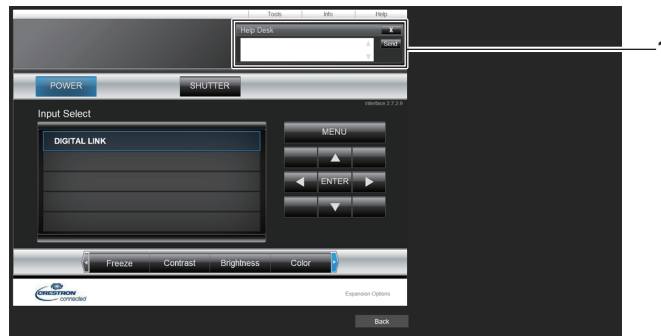 Tools Info Help
Help Desk X
Send
POWER SHUTTER
Interface 2.7.2.9
Input Select
MENU
DIGITAL LINK
ENTER
Freeze Contrast Brightness Color
CRESTRON
connected
Expansion Options
Back